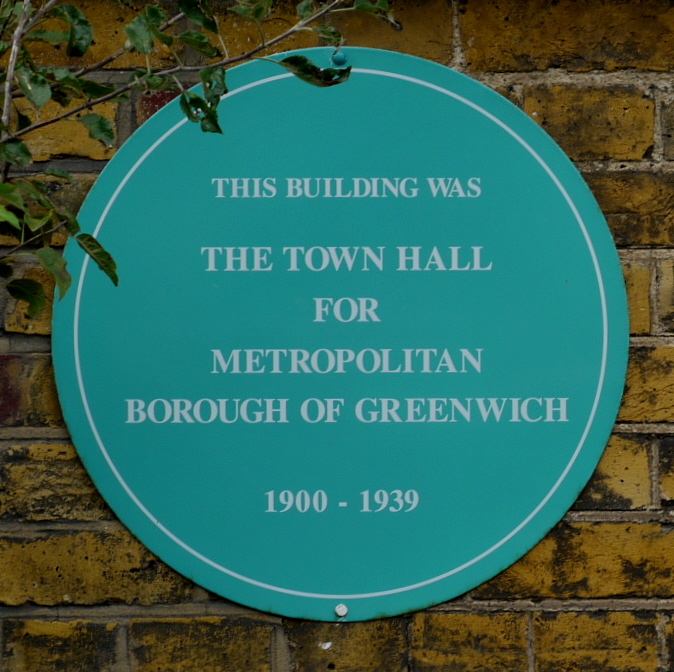 THIS BUILDING WAS
THE TOWN HALL
FOR
METROPOLITAN
BOROUGH OF GREENWICH
1900 - 1939